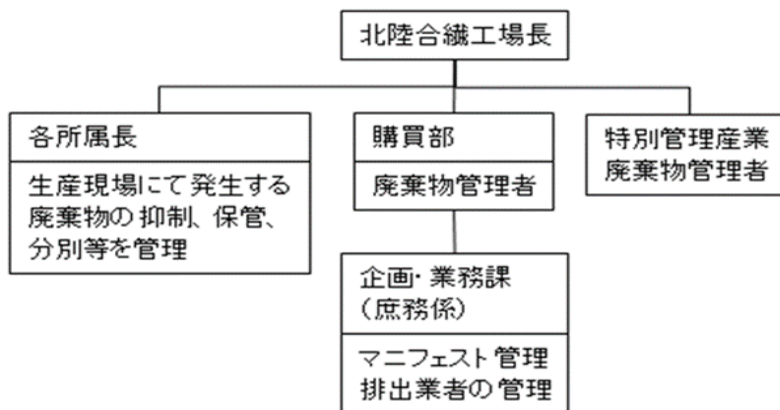 北陸合繊工場長
各所属長
生産現場にて発生する
廃棄物の抑制、保管、
分別等を管理
購買部
廃棄物管理者
特別管理産業
廃棄物管理者
企画・業務課
（庶務係）
マニフェスト管理
排出業者の管理